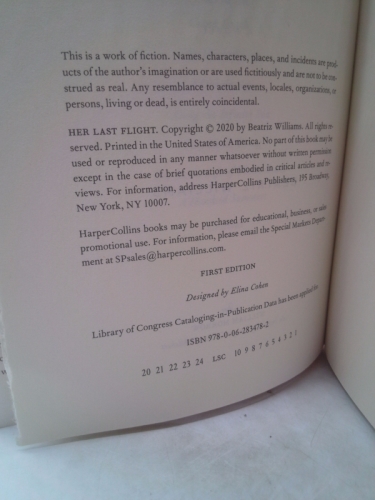 This is a work of fiction. Names, characters, places, and incidents are prod-
ucts of the author's imagination or are used fictitiously and are not to be con-
strued as real. Any resemblance to actual events, locales, organizations, or
persons, living or dead, is entirely coincidental.
HER LAST FLIGHT. Copyright © 2020 by Beatriz Williams. All rights re-
served. Printed in the United States of America. No part of this book may be
used or reproduced in any manner whatsoever without written permission
except in the case of brief quotations embodied in critical articles and re-
views. For information, address HarperCollins Publishers, 195 Broadway,
New York, NY 10007.
HarperCollins books may be purchased for educational, business, or sales
promotional use. For information, please email the Special Markets Depart-
ment at SPsales@harpercollins.com.
FIRST EDITION
Designed by Elina Cohen
Library of Congress Cataloging-in-Publication Data has been applied for.
ISBN 978-0-06-283478-2
20 21 22 23 24 LSC 10 9 8 7 6 5 4 3 2 1